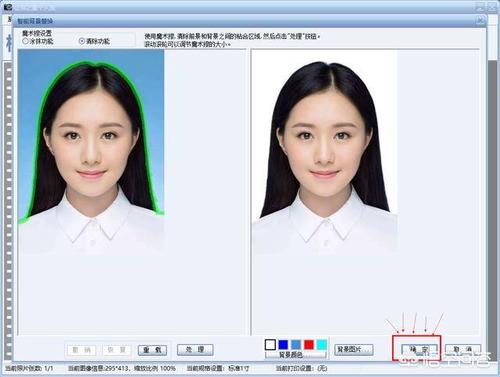 智能背景替换
魔术擦设置
涂抹功能 清除功能
使用魔术擦,清除前景和背景之间的粘合区域,然后点击“处理”按钮。
滚动滚轮可以调节魔术擦的大小。
撤销 恢复 重载 处理
背景颜色 背景图片 确定 取消
当前照片数: 1/1 当前图像信息:295*413, 缩放比例 100% 当前规格设置: 标准1寸 当前打印设置: (无)